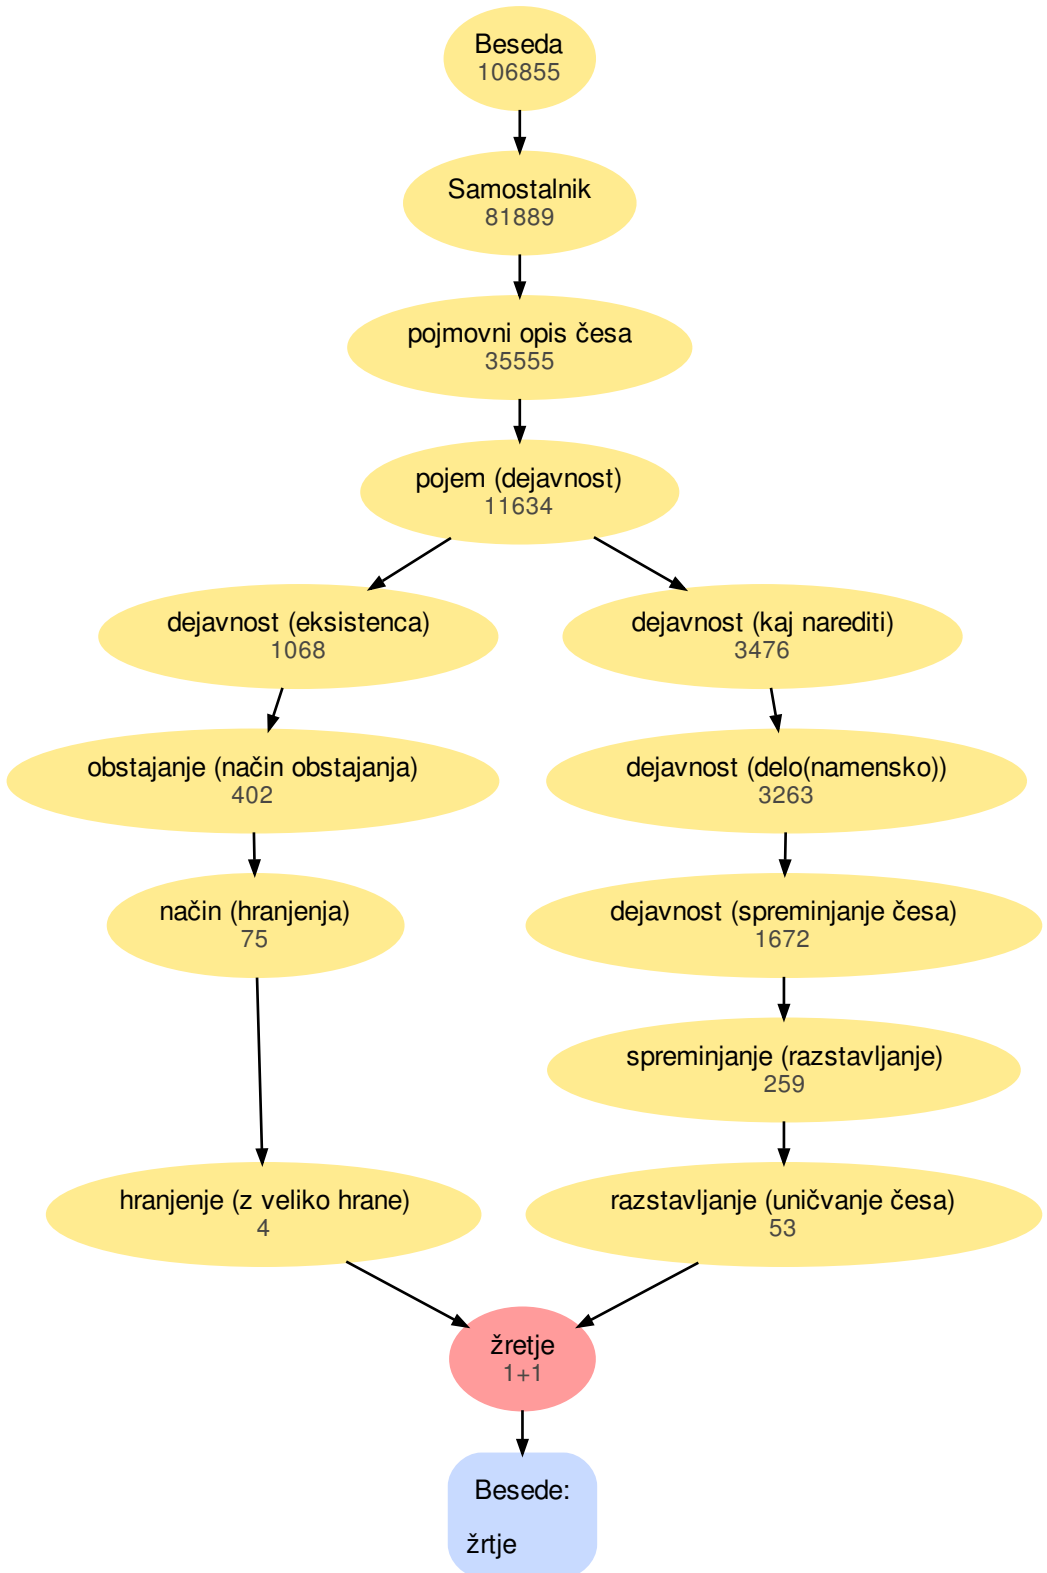 Beseda
106855
Samostalnik
81889
pojmovni opis česa
35555
pojem (dejavnost)
11634
dejavnost (eksistenca)
1068
dejavnost (kaj narediti)
3476
obstajanje (način obstajanja)
402
dejavnost (delo(namensko))
3263
način (hranjenja)
75
dejavnost (spreminjanje česa)
1672
spreminjanje (razstavljanje)
259
hranjenje (z veliko hrane)
4
razstavljanje (uničvanje česa)
53
žretje
1+1
Besede:
žrtje